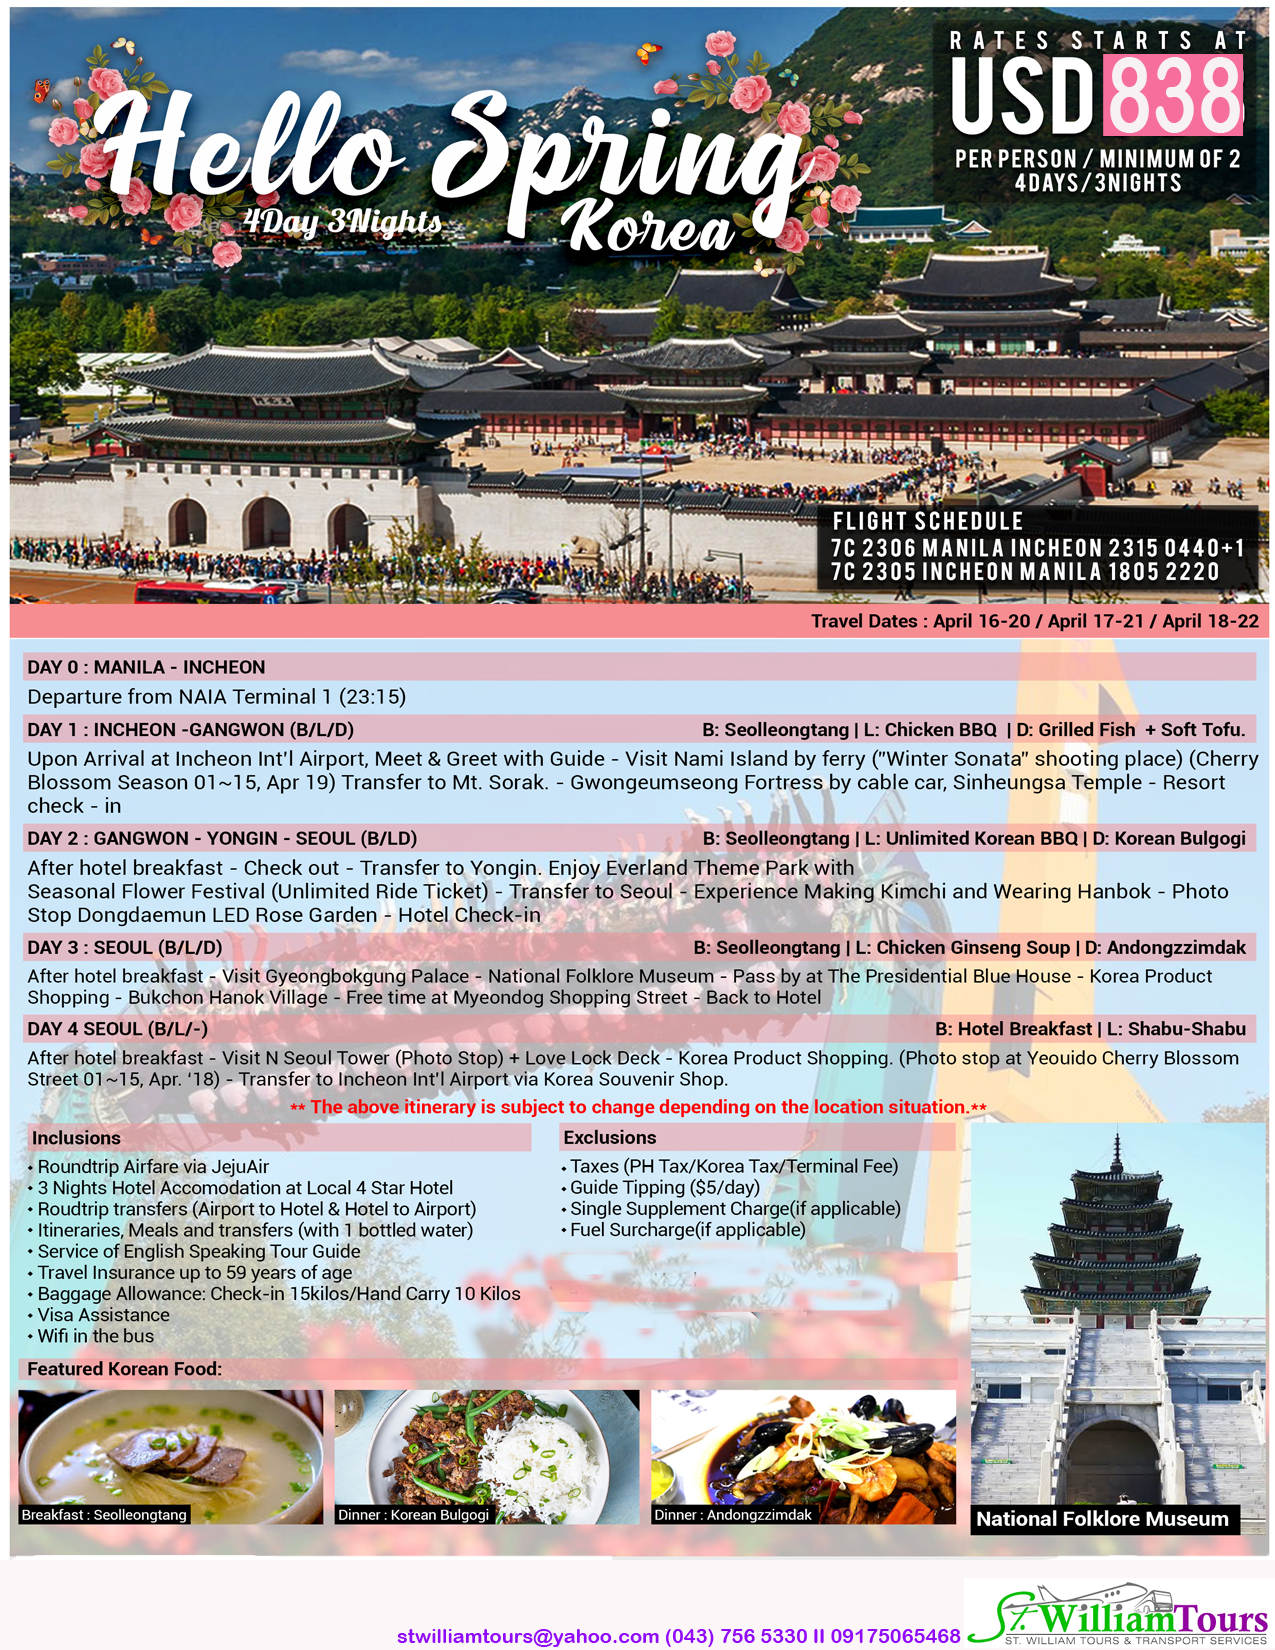 RATES STARTS AT
USD 838
PER PERSON / MINIMUM OF 2
4DAYS/3NIGHTS
Hello Spring
4Day 3Nights
Korea
FLIGHT SCHEDULE
7C 2306 MANILA INCHEON 2315 0440+1
7C 2305 INCHEON MANILA 1805 2220
Travel Dates : April 16-20 / April 17-21 / April 18-22
DAY 0 : MANILA - INCHEON
Departure from NAIA Terminal 1 (23:15)
DAY 1 : INCHEON -GANGWON (B/L/D) B: Seolleongtang | L: Chicken BBQ | D: Grilled Fish + Soft Tofu.
Upon Arrival at Incheon Int'l Airport, Meet & Greet with Guide - Visit Nami Island by ferry ("Winter Sonata" shooting place) (Cherry
Blossom Season 01~15, Apr 19) Transfer to Mt. Sorak. - Gwongeumseong Fortress by cable car, Sinheungsa Temple - Resort
check - in
DAY 2 : GANGWON - YONGIN - SEOUL (B/LD) B: Seolleongtang | L: Unlimited Korean BBQ | D: Korean Bulgogi
After hotel breakfast - Check out - Transfer to Yongin. Enjoy Everland Theme Park with
Seasonal Flower Festival (Unlimited Ride Ticket) - Transfer to Seoul - Experience Making Kimchi and Wearing Hanbok - Photo
Stop Dongdaemun LED Rose Garden - Hotel Check-in
DAY 3 : SEOUL (B/L/D) B: Seolleongtang | L: Chicken Ginseng Soup | D: Andongzzimdak
After hotel breakfast - Visit Gyeongbokgung Palace - National Folklore Museum - Pass by at The Presidential Blue House - Korea Product
Shopping - Bukchon Hanok Village - Free time at Myeondog Shopping Street - Back to Hotel
DAY 4 SEOUL (B/L/-) B: Hotel Breakfast | L: Shabu-Shabu
After hotel breakfast - Visit N Seoul Tower (Photo Stop) + Love Lock Deck - Korea Product Shopping. (Photo stop at Yeouido Cherry Blossom
Street 01~15, Apr. ‘18) - Transfer to Incheon Int'l Airport via Korea Souvenir Shop.
** The above itinerary is subject to change depending on the location situation.**
Inclusions
• Roundtrip Airfare via JejuAir
• 3 Nights Hotel Accomodation at Local 4 Star Hotel
• Roudtrip transfers (Airport to Hotel & Hotel to Airport)
• Itineraries, Meals and transfers (with 1 bottled water)
• Service of English Speaking Tour Guide
• Travel Insurance up to 59 years of age
• Baggage Allowance: Check-in 15kilos/Hand Carry 10 Kilos
• Visa Assistance
• Wifi in the bus
Exclusions
• Taxes (PH Tax/Korea Tax/Terminal Fee)
• Guide Tipping ($5/day)
• Single Supplement Charge(if applicable)
• Fuel Surcharge(if applicable)
Featured Korean Food:
Breakfast : Seolleongtang
Dinner : Korean Bulgogi
Dinner : Andongzzimdak
National Folklore Museum
St. WilliamTours
ST. WILLIAM TOURS & TRANSPORT SERVICES
stwilliamtours@yahoo.com (043) 756 5330 II 09175065468